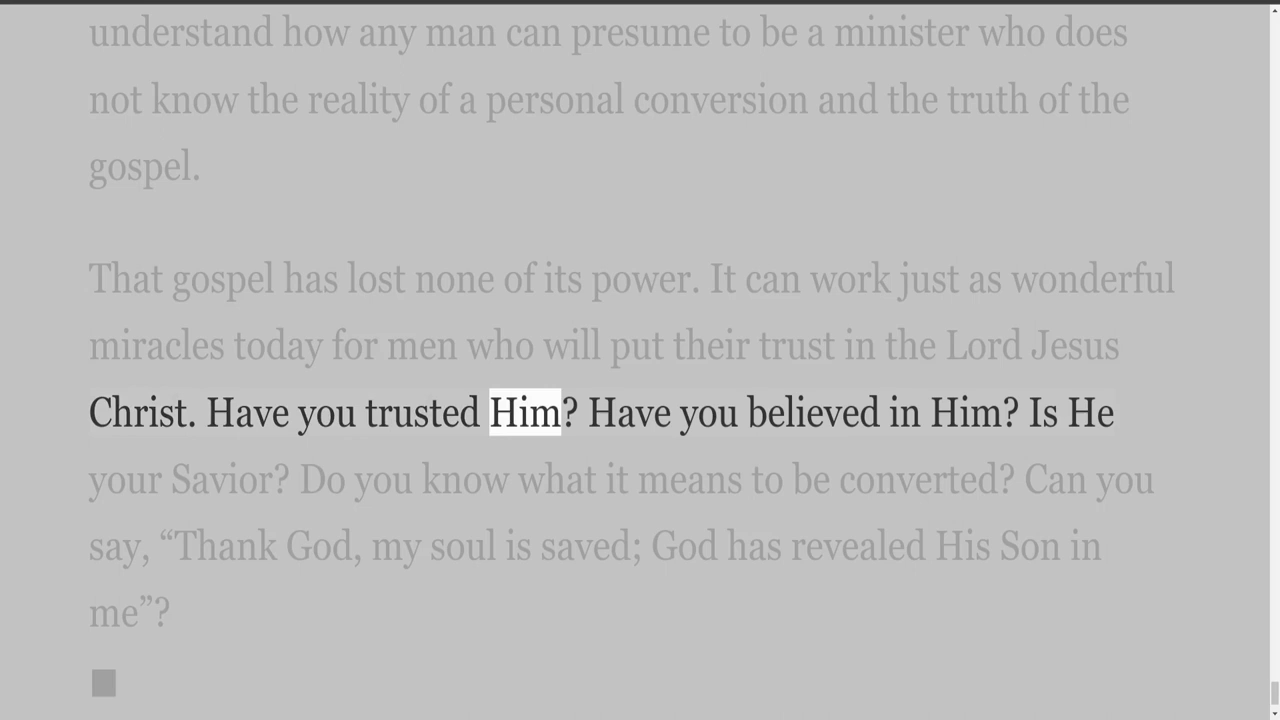 understand how any man can presume to be a minister who does
not know the reality of a personal conversion and the truth of the
gospel.
That gospel has lost none of its power. It can work just as wonderful
miracles today for men who will put their trust in the Lord Jesus
Christ. Have you trusted Him? Have you believed in Him? Is He
your Savior? Do you know what it means to be converted? Can you
say, “Thank God, my soul is saved; God has revealed His Son in
me”?